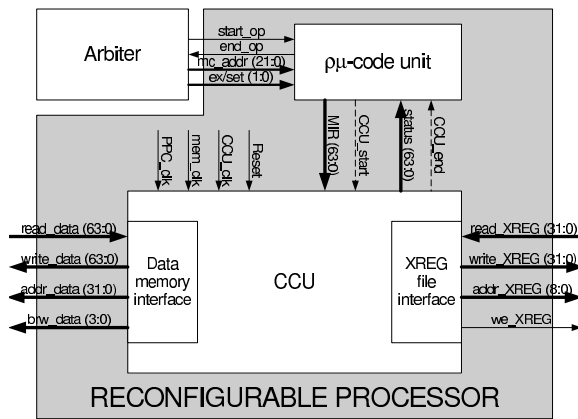 Arbiter
start_op
end_op
mc_addr (21:0)
ex/set (1:0)
ρμ-code unit
PPC_clk
mem_clk
CCU_clk
Reset
MIR (63:0)
CCU_start
status (63:0)
CCU_end
read_data (63:0)
write_data (63:0)
addr_data (31:0)
brw_data (3:0)
Data
memory
interface
CCU
XREG
file
interface
read_XREG (31:0)
write_XREG (31:0)
addr_XREG (8:0)
we_XREG
RECONFIGURABLE PROCESSOR